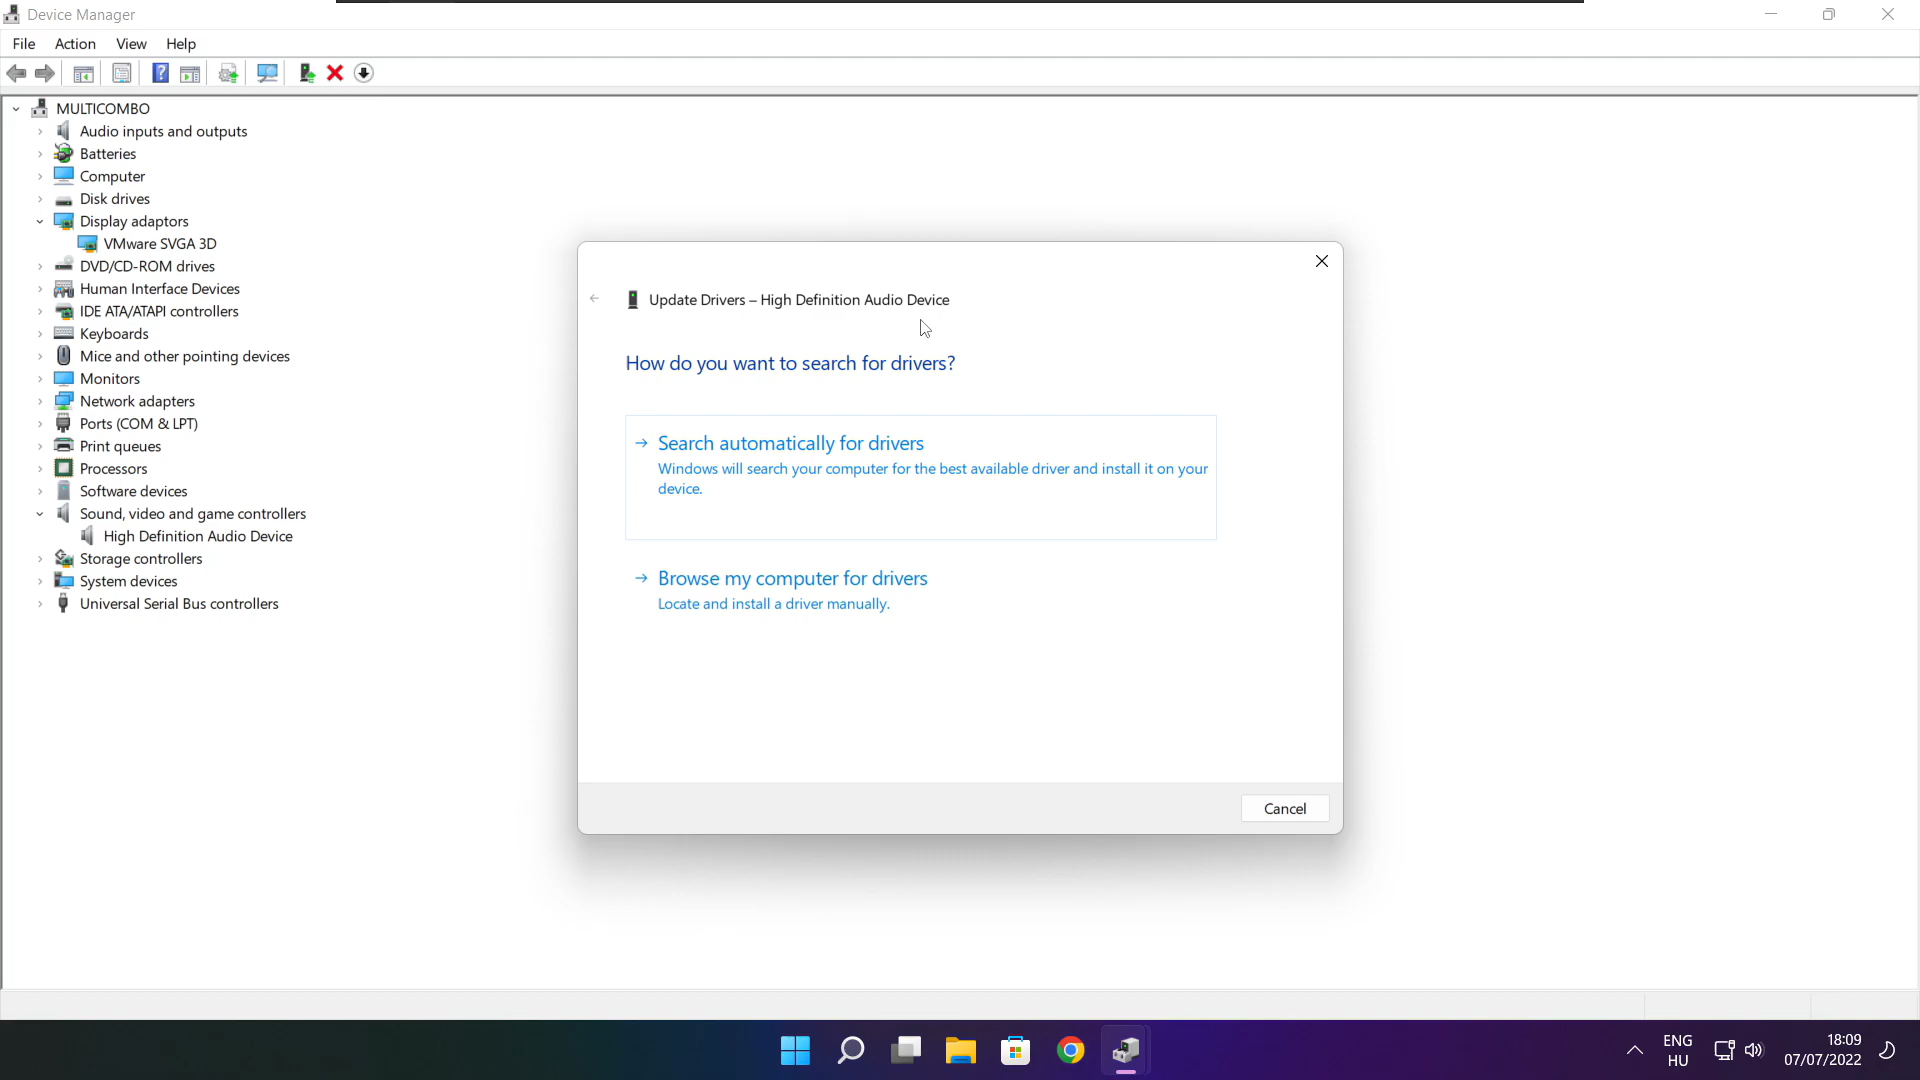 Device Manager
File Action View Help
MULTICOMBO
Audio inputs and outputs
Batteries
Computer
Disk drives
Display adaptors
VMware SVGA 3D
DVD/CD-ROM drives
Human Interface Devices
IDE ATA/ATAPI controllers
Keyboards
Mice and other pointing devices
Monitors
Network adapters
Ports (COM & LPT)
Print queues
Processors
Software devices
Sound, video and game controllers
High Definition Audio Device
Storage controllers
System devices
Universal Serial Bus controllers
Update Drivers – High Definition Audio Device
How do you want to search for drivers?
Search automatically for drivers
Windows will search your computer for the best available driver and install it on your
device.
Browse my computer for drivers
Locate and install a driver manually.
Cancel
ENG
HU
18:09
07/07/2022